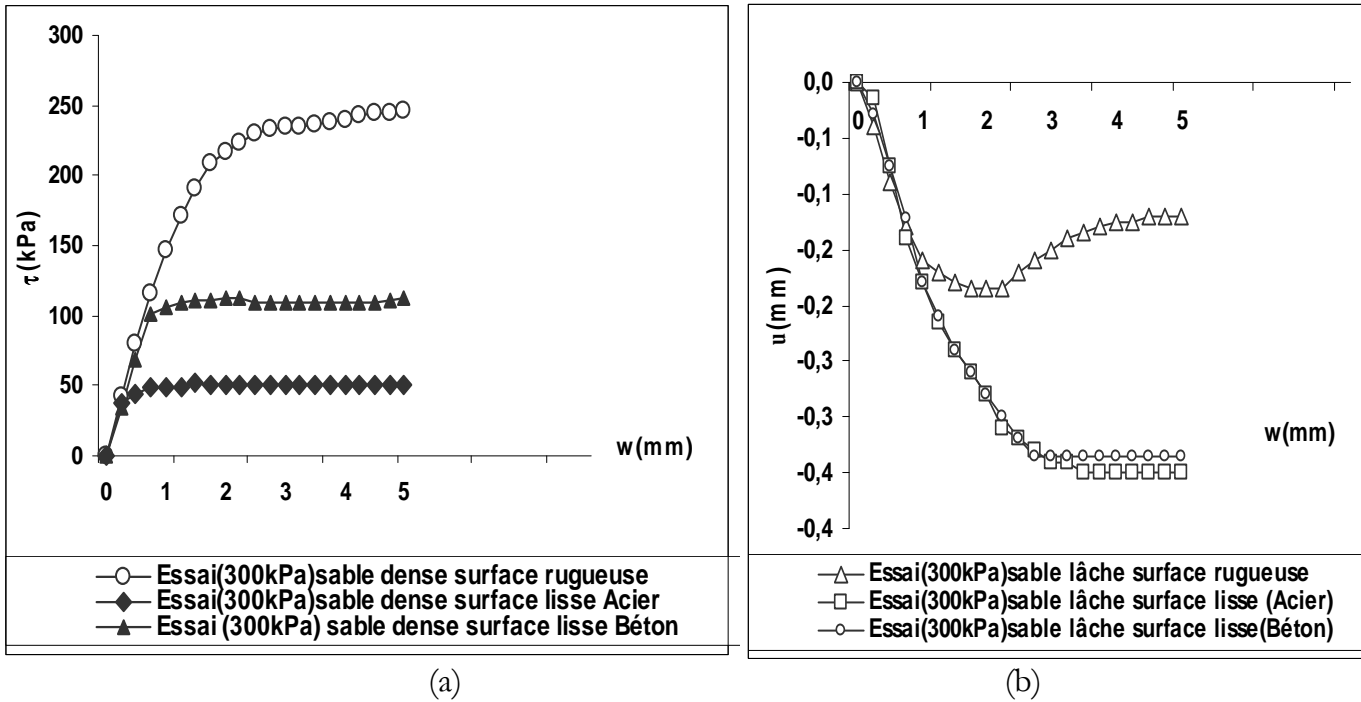 300
250
200
150
100
50
0
τ (kPa)
0 1 2 3 4 5
w(mm)
Essai(300kPa)sable dense surface rugueuse
Essai(300kPa)sable dense surface lisse Acier
Essai (300kPa) sable dense surface lisse Béton
(a)
0,0
-0,1
-0,1
-0,2
-0,2
-0,3
-0,3
-0,4
-0,4
u(mm)
0 1 2 3 4 5
w(mm)
Essai(300kPa)sable lâche surface rugueuse
Essai(300kPa)sable lâche surface lisse (Acier)
Essai(300kPa)sable lâche surface lisse(Béton)
(b)